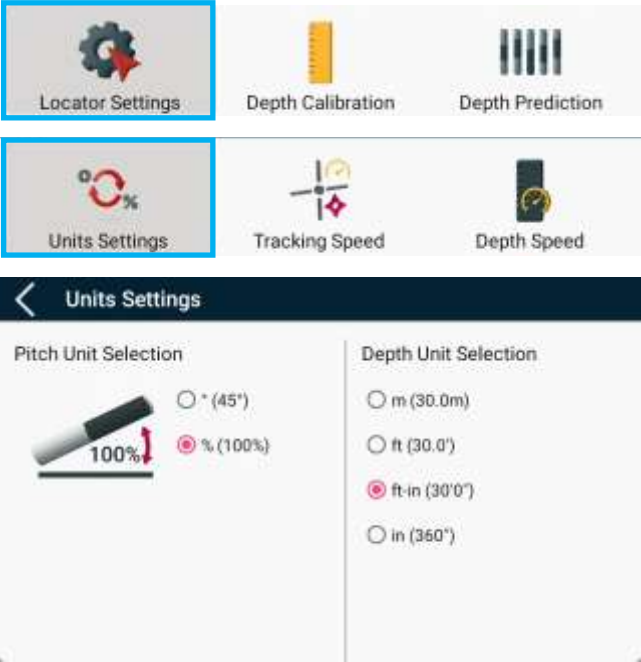 Locator Settings
Depth Calibration
Depth Prediction
Units Settings
Tracking Speed
Depth Speed
Units Settings
Pitch Unit Selection
100%
° (45°)
% (100%)
Depth Unit Selection
m (30.0m)
ft (30.0')
ft-in (30'0")
in (360")